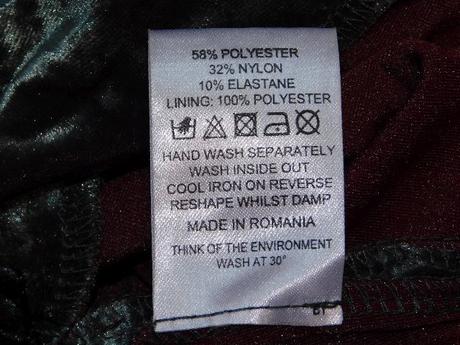 58% POLYESTER
32% NYLON
10% ELASTANE
LINING: 100% POLYESTER
HAND WASH SEPARATELY
WASH INSIDE OUT
COOL IRON ON REVERSE
RESHAPE WHILST DAMP
MADE IN ROMANIA
THINK OF THE ENVIRONMENT
WASH AT 30°